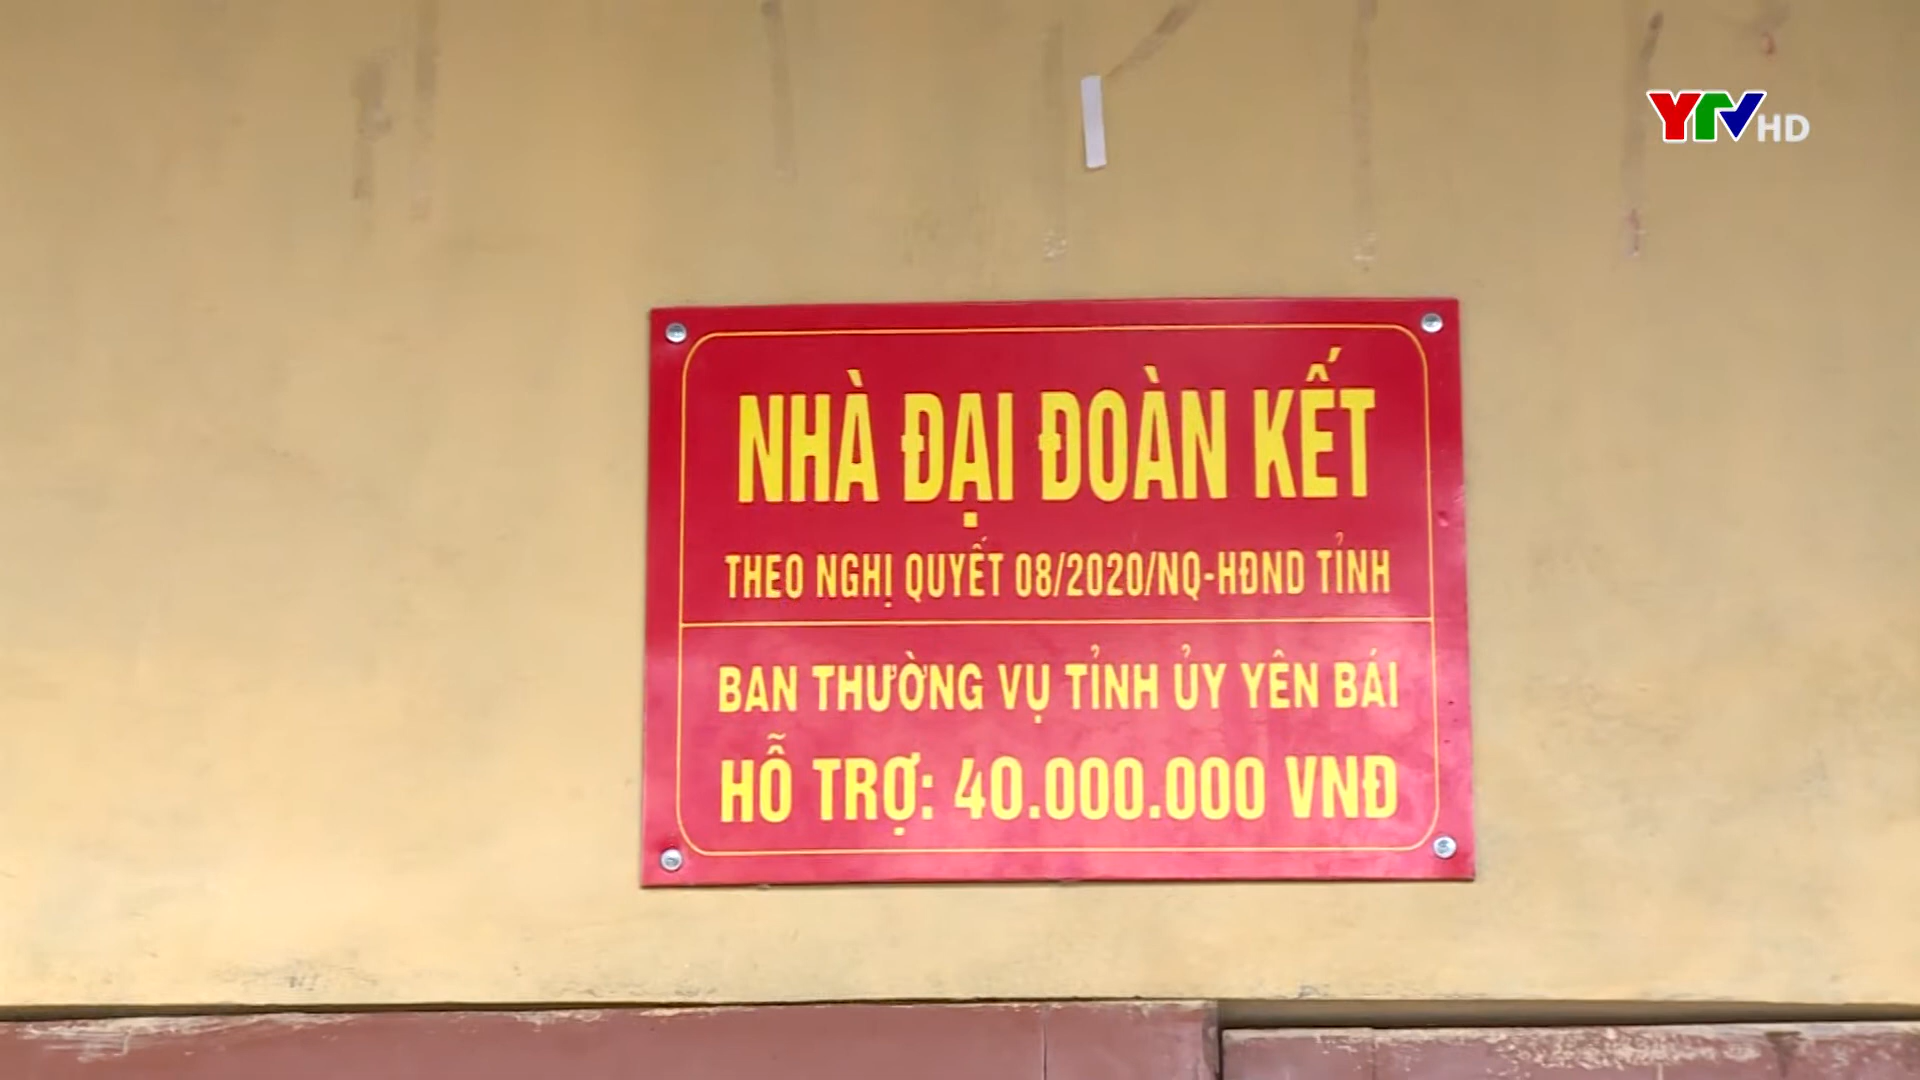 YTV HD
NHÀ ĐẠI ĐOÀN KẾT
THEO NGHỊ QUYẾT 08/2020/NQ-HĐND TỈNH
BAN THƯỜNG VỤ TỈNH ỦY YÊN BÁI
HỖ TRỢ: 40.000.000 VNĐ